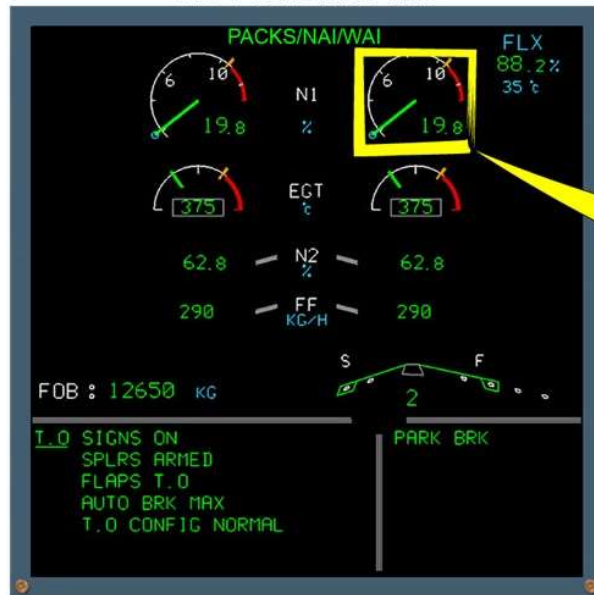 PACKS/NAI/WAI
FLX
88.2%
35 °c
6 10 N1 6 10
19.8 % 19.8
EGT
375 °c 375
N2
62.8 % 62.8
FF
290 KG/H 290
S F
FOB : 12650 KG 2
T.O SIGNS ON PARK BRK
SPLRS ARMED
FLAPS T.O
AUTO BRK MAX
T.O CONFIG NORMAL